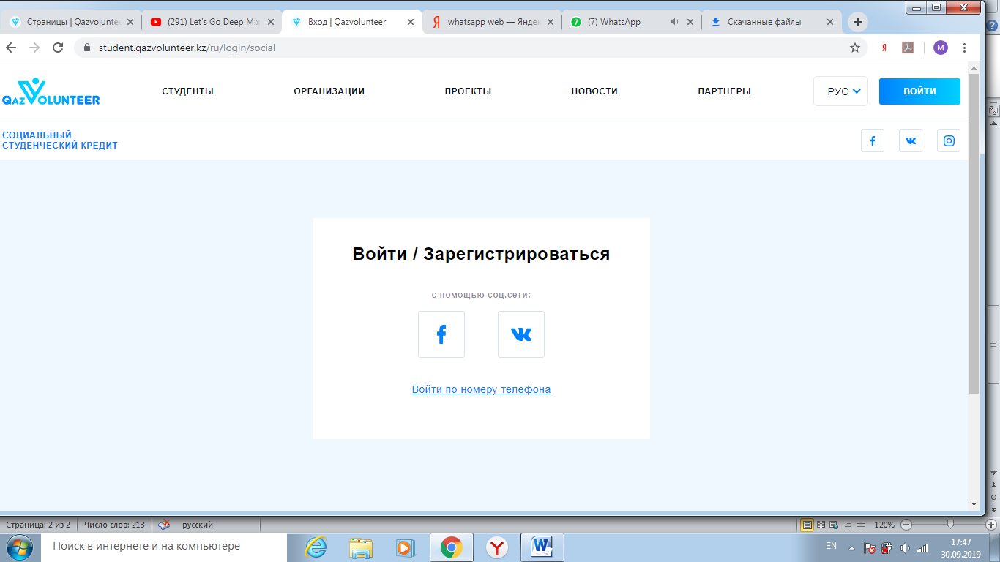 Страницы | Qazvolunte
(291) Let's Go Deep Mix
Вход | Qazvolunteer
whatsapp web — Янде
7
(7) WhatsApp
Скачанные файлы
student.qazvolunteer.kz/ru/login/social
Я
M
QAZVOLUNTEER
СТУДЕНТЫ
ОРГАНИЗАЦИИ
ПРОЕКТЫ
НОВОСТИ
ПАРТНЕРЫ
РУС
ВОЙТИ
СОЦИАЛЬНЫЙ
СТУДЕНЧЕСКИЙ КРЕДИТ
Войти / Зарегистрироваться
с помощью соц.сети:
Войти по номеру телефона
Страница: 2 из 2
Число слов: 213
русский
120%
Поиск в интернете и на компьютере
EN
17:47
30.09.2019